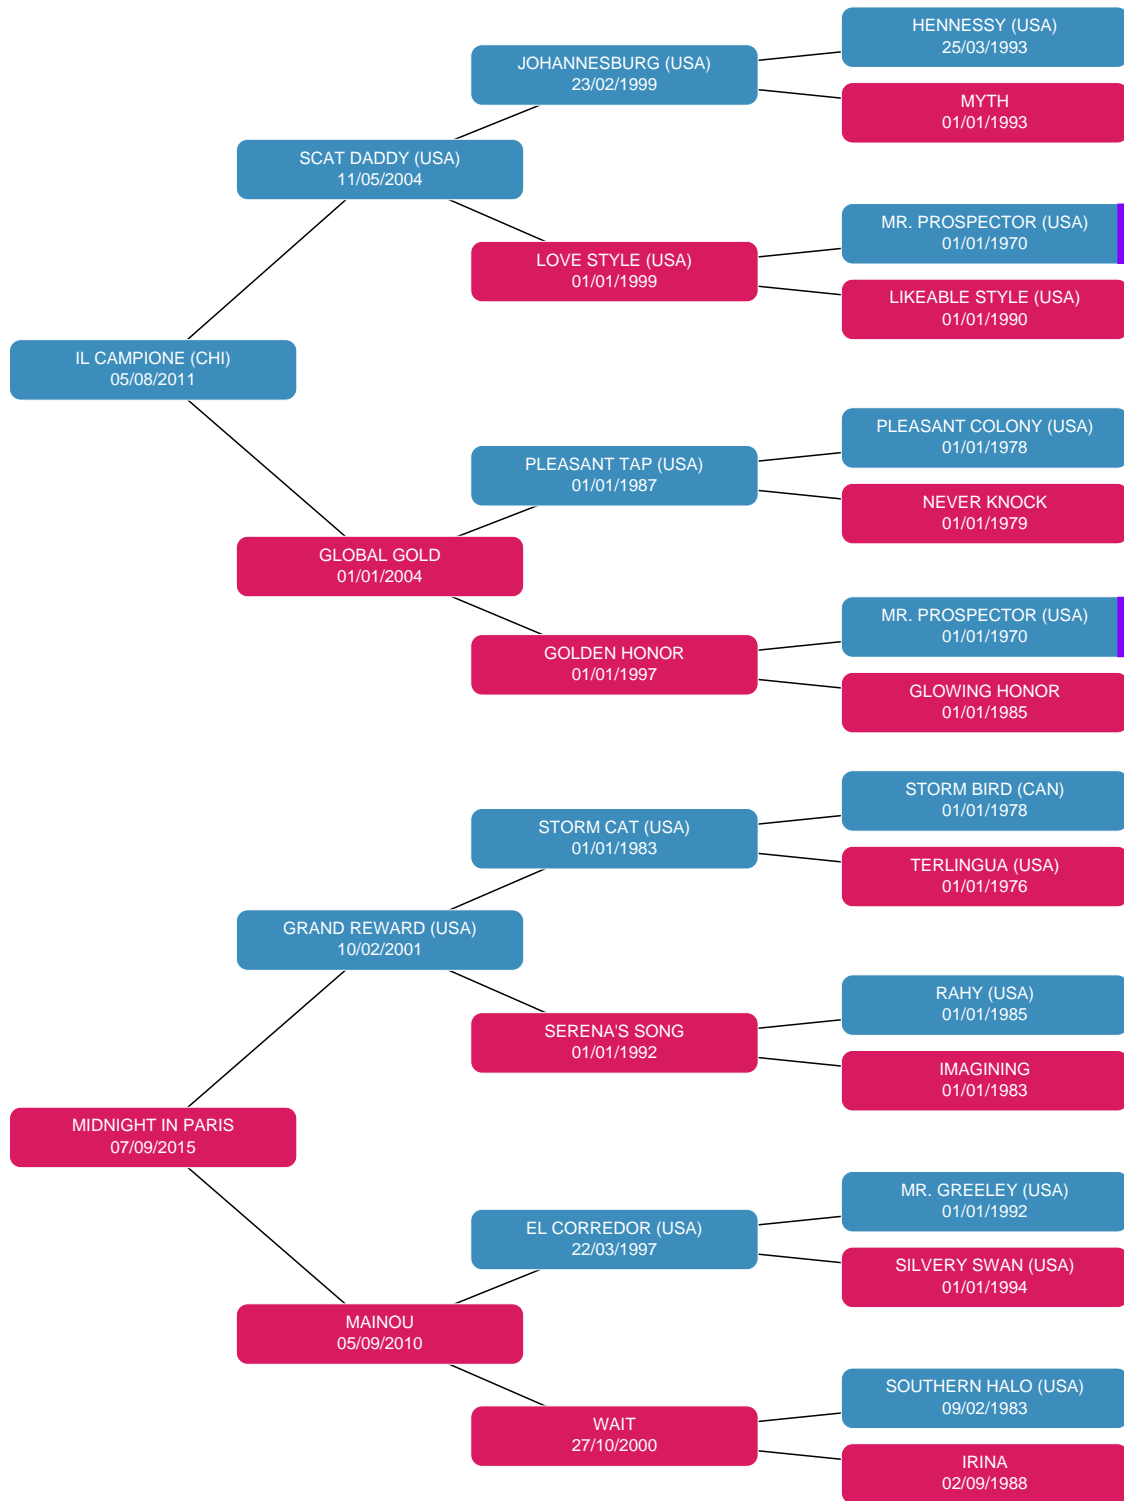 HENNESSY (USA)
25/03/1993
JOHANNESBURG (USA)
23/02/1999
MYTH
01/01/1993
SCAT DADDY (USA)
11/05/2004
MR. PROSPECTOR (USA)
01/01/1970
LOVE STYLE (USA)
01/01/1999
LIKEABLE STYLE (USA)
01/01/1990
IL CAMPIONE (CHI)
05/08/2011
PLEASANT COLONY (USA)
01/01/1978
PLEASANT TAP (USA)
01/01/1987
NEVER KNOCK
01/01/1979
GLOBAL GOLD
01/01/2004
MR. PROSPECTOR (USA)
01/01/1970
GOLDEN HONOR
01/01/1997
GLOWING HONOR
01/01/1985
STORM BIRD (CAN)
01/01/1978
STORM CAT (USA)
01/01/1983
TERLINGUA (USA)
01/01/1976
GRAND REWARD (USA)
10/02/2001
RAHY (USA)
01/01/1985
SERENA'S SONG
01/01/1992
IMAGINING
01/01/1983
MIDNIGHT IN PARIS
07/09/2015
MR. GREELEY (USA)
01/01/1992
EL CORREDOR (USA)
22/03/1997
SILVERY SWAN (USA)
01/01/1994
MAINOU
05/09/2010
SOUTHERN HALO (USA)
09/02/1983
WAIT
27/10/2000
IRINA
02/09/1988